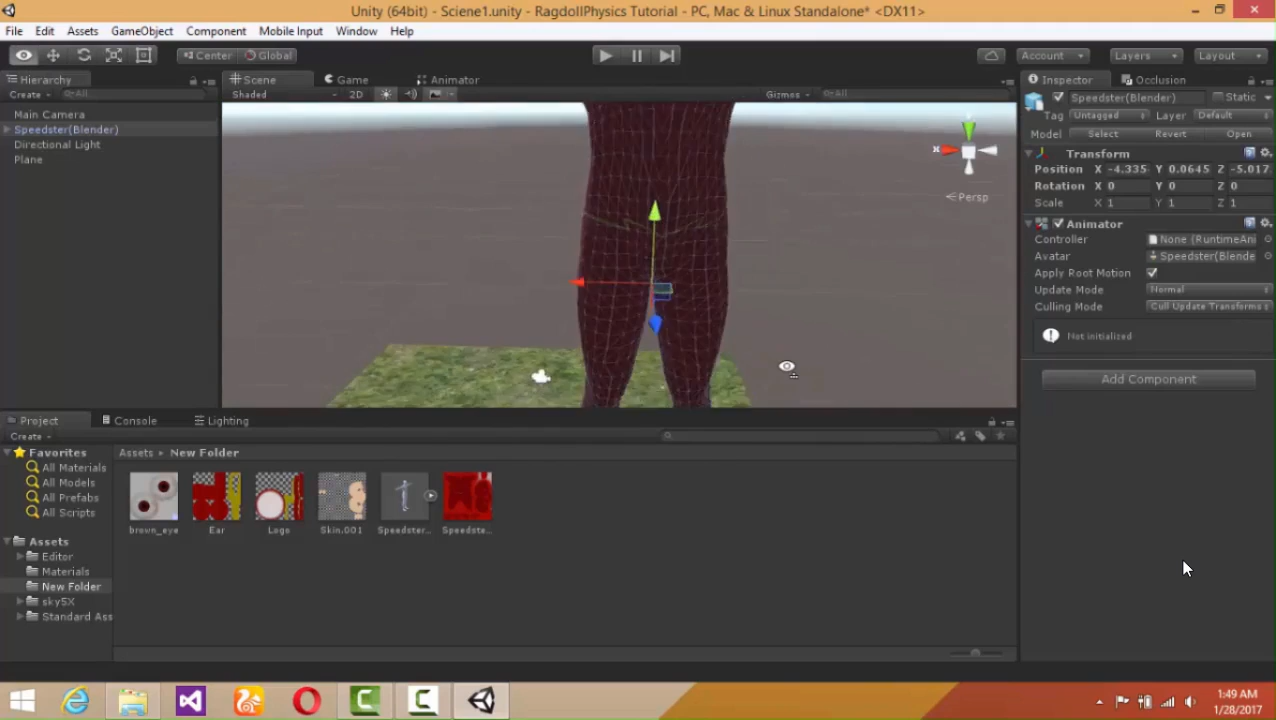 Unity (64bit) - Sciene1.unity - RagdollPhysics Tutorial - PC, Mac & Linux Standalone* <DX11>
File Edit Assets GameObject Component Mobile Input Window Help
Center Global Account Layers Layout
Hierarchy
Create All
Main Camera
Speedster(Blender)
Directional Light
Plane
Scene Game Animator
Shaded 2D Gizmos All
X
Persp
Inspector Occlusion
Speedster(Blender) Static
Tag Untagged Layer Default
Model Select Revert Open
Transform
Position X -4.335 Y 0.0645 Z -5.017
Rotation X 0 Y 0 Z 0
Scale X 1 Y 1 Z 1
Animator
Controller None (RuntimeAni
Avatar Speedster(Blende
Apply Root Motion
Update Mode Normal
Culling Mode Cull Update Transforms
Not initialized
Add Component
Project Console Lighting
Create
Favorites
All Materials
All Models
All Prefabs
All Scripts
Assets
Editor
Materials
New Folder
sky5X
Standard Ass
Assets New Folder
brown_eye Ear Logo Skin.001 Speedster... Speedste...
1:49 AM
1/28/2017